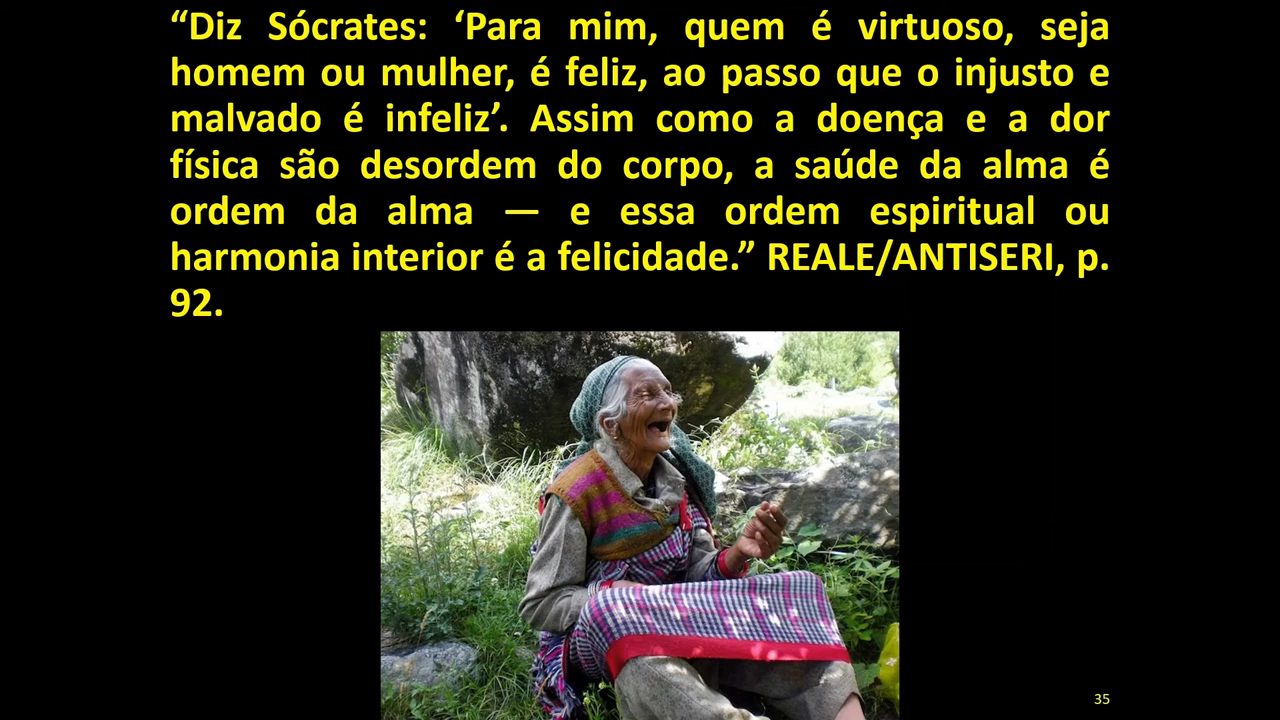 “Diz Sócrates: ‘Para mim, quem é virtuoso, seja
homem ou mulher, é feliz, ao passo que o injusto e
malvado é infeliz’. Assim como a doença e a dor
física são desordem do corpo, a saúde da alma é
ordem da alma — e essa ordem espiritual ou
harmonia interior é a felicidade.” REALE/ANTISERI, p.
92.
35